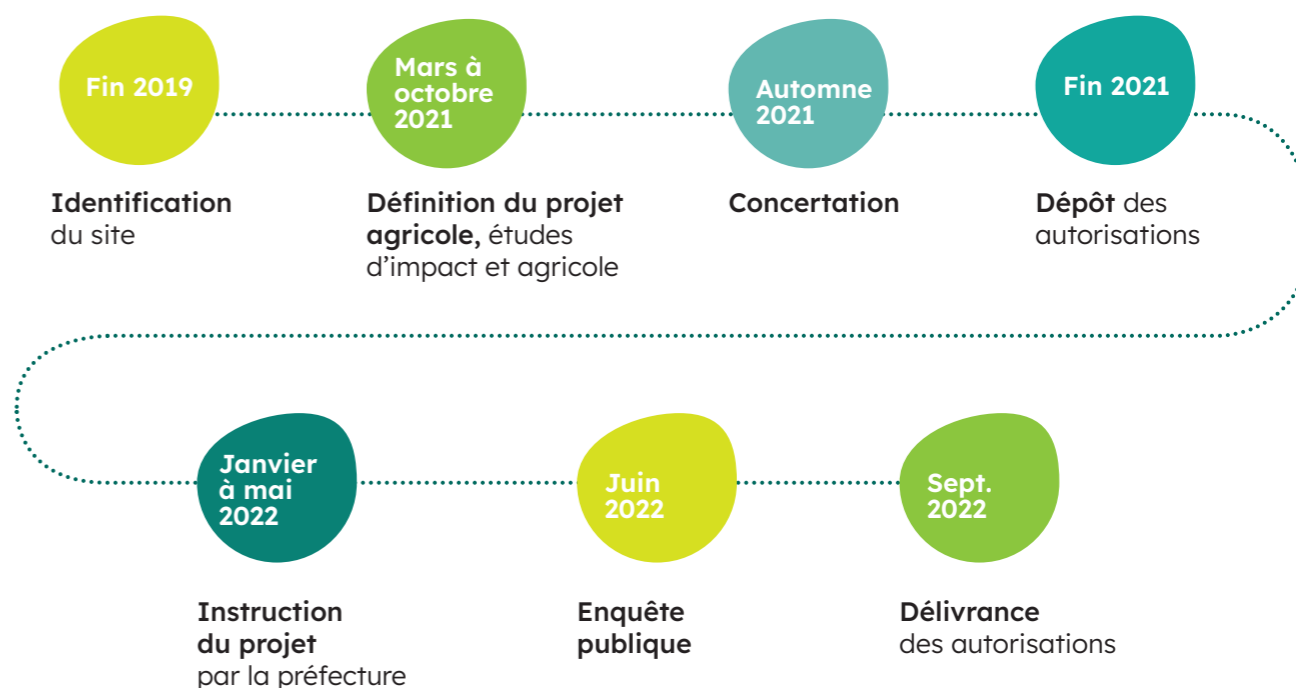 Fin 2019
Identification
du site
Mars à
octobre
2021
Définition du projet
agricole, études
d’impact et agricole
Automne
2021
Concertation
Fin 2021
Dépôt des
autorisations
Janvier
à mai
2022
Instruction
du projet
par la préfecture
Juin
2022
Enquête
publique
Sept.
2022
Délivrance
des autorisations